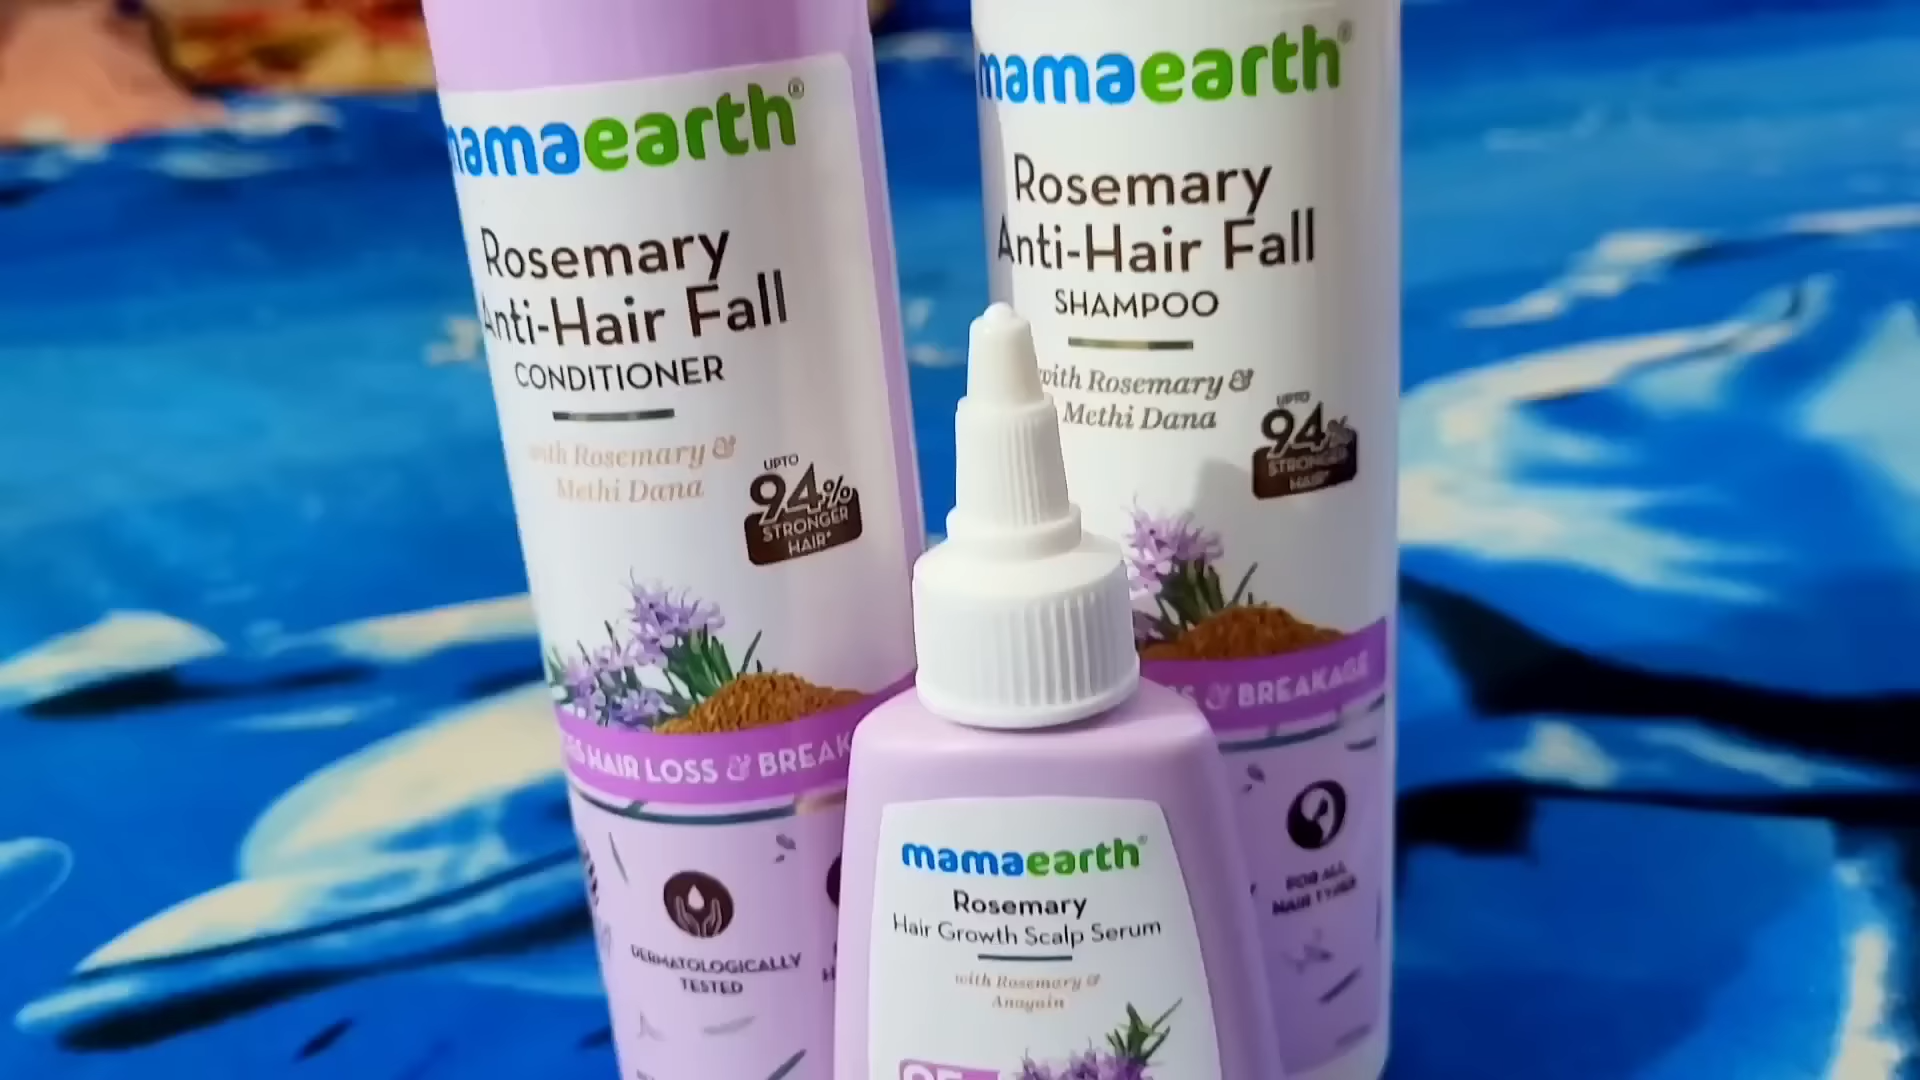 mamaearth®
Rosemary
Anti-Hair Fall
CONDITIONER
with Rosemary &
Methi Dana
UPTO
94%
STRONGER
HAIR*
HAIR LOSS & BREAK
DERMATOLOGICALLY
TESTED
mamaearth®
Rosemary
Anti-Hair Fall
SHAMPOO
with Rosemary &
Methi Dana
UPTO
94%
STRONGER
HAIR*
& BREAKAGE
FOR ALL
HAIR TYPES
mamaearth®
Rosemary
Hair Growth Scalp Serum
with Rosemary &
Anagain